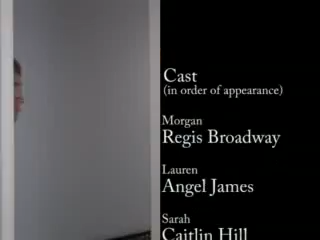 Cast
(in order of appearance)
Morgan
Regis Broadway
Lauren
Angel James
Sarah
Caitlin Hill